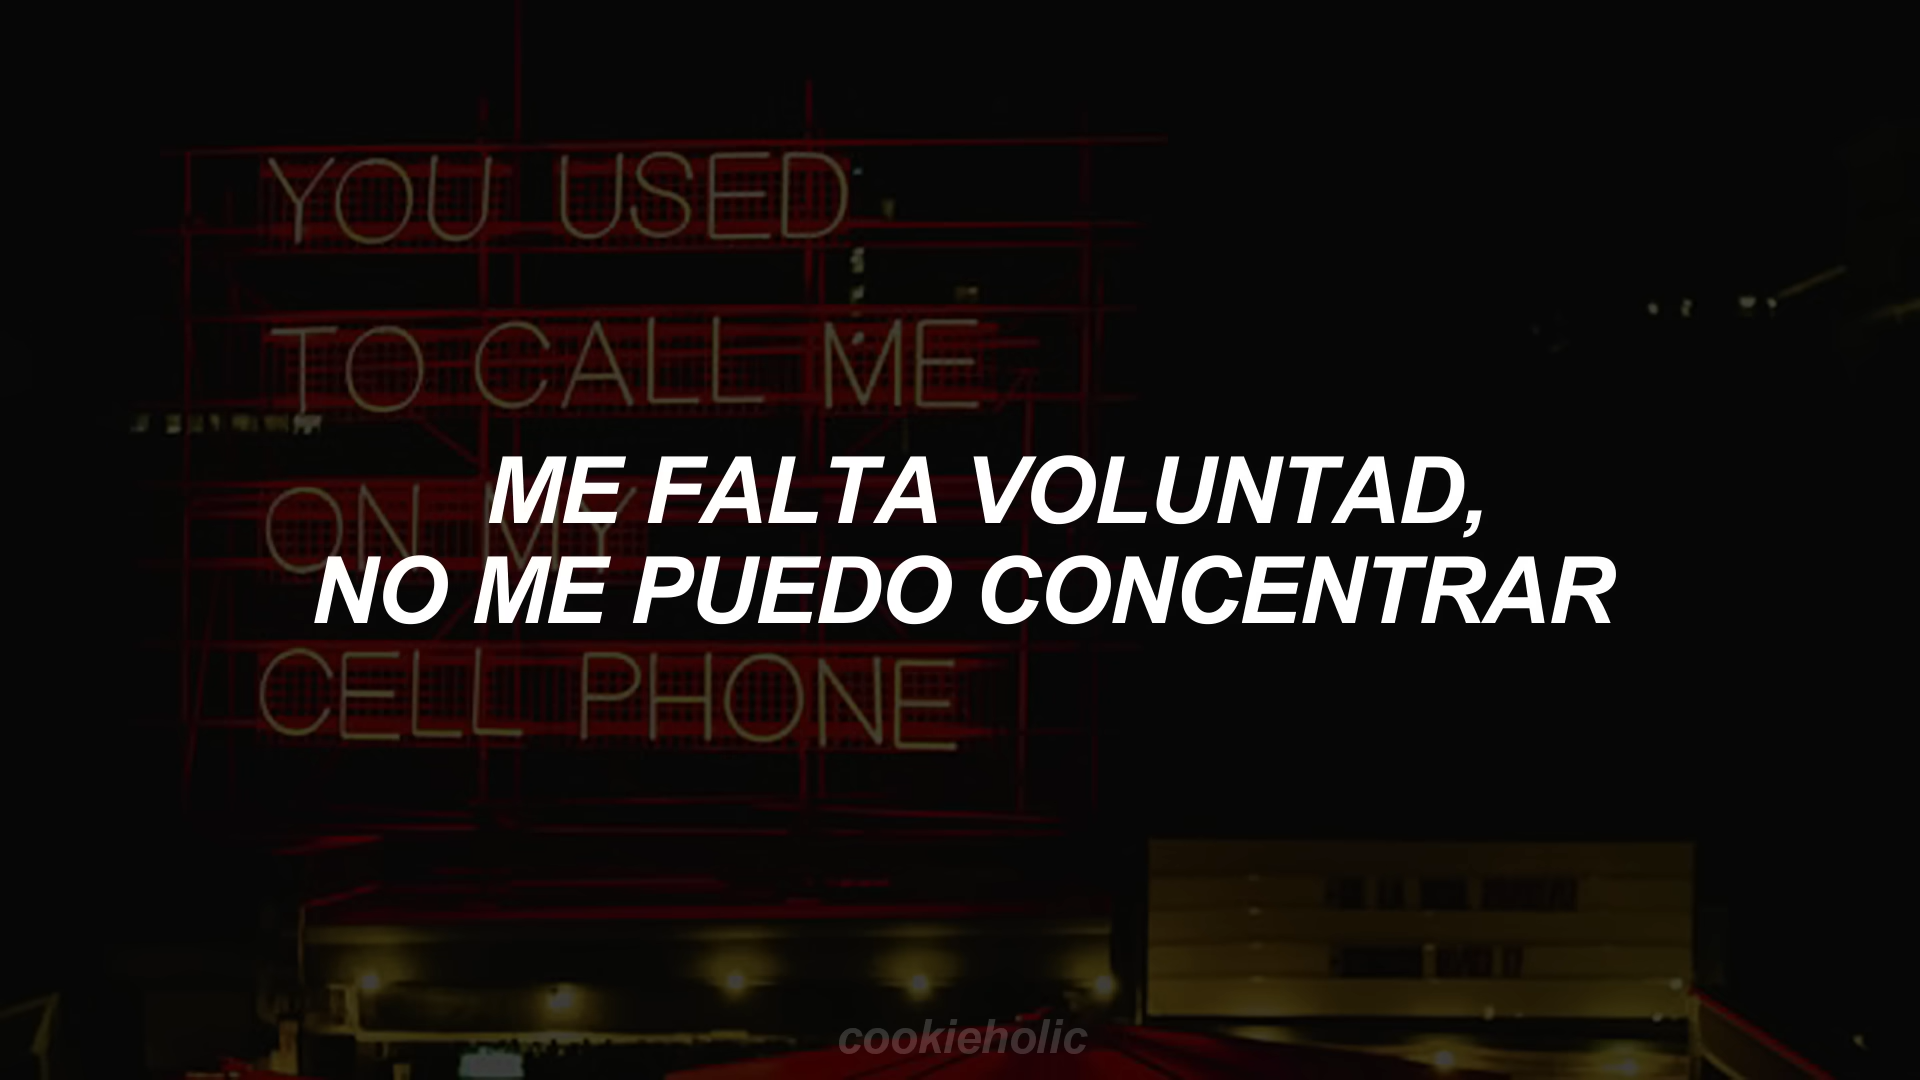 YOU USED
TO CALL ME
ON MY
CELL PHONE
ME FALTA VOLUNTAD,
NO ME PUEDO CONCENTRAR
cookieholic